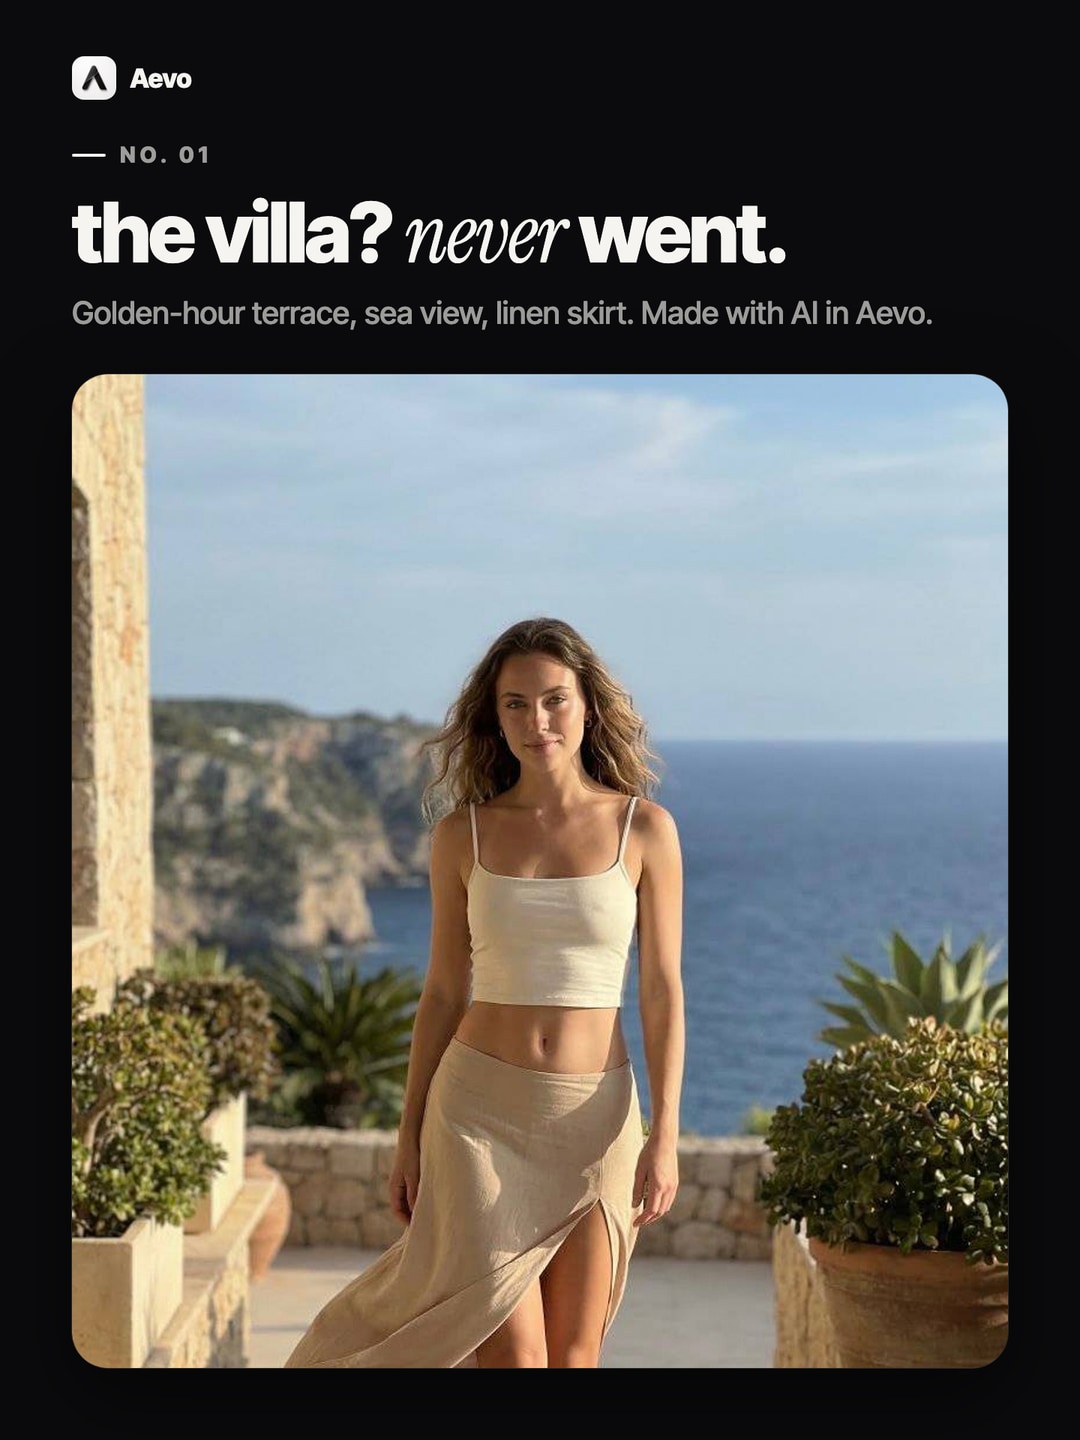 Aevo
— NO. 01
the villa? never went.
Golden-hour terrace, sea view, linen skirt. Made with AI in Aevo.